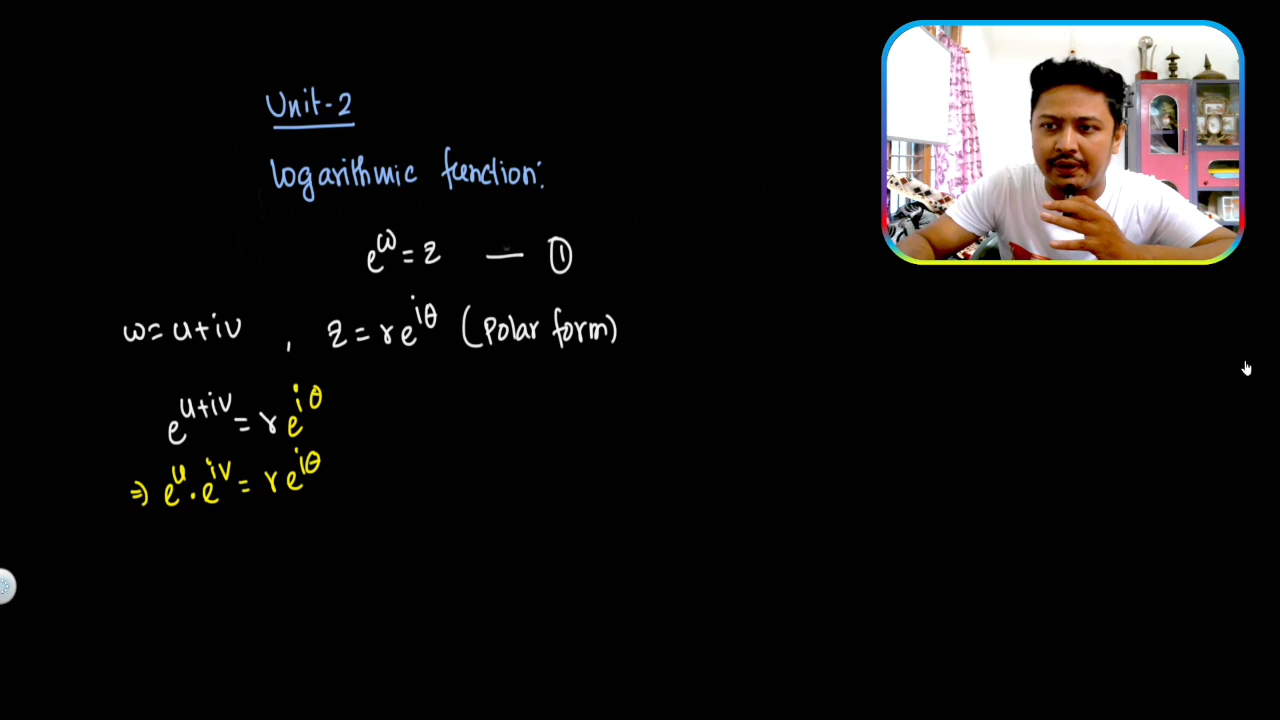 Unit-2
Logarithmic function:
e^ω = z — ①
ω = u+iv , z = re^{iθ} (Polar form)
e^{u+iv} = re^{iθ}
⇒ e^u · e^{iv} = re^{iθ}